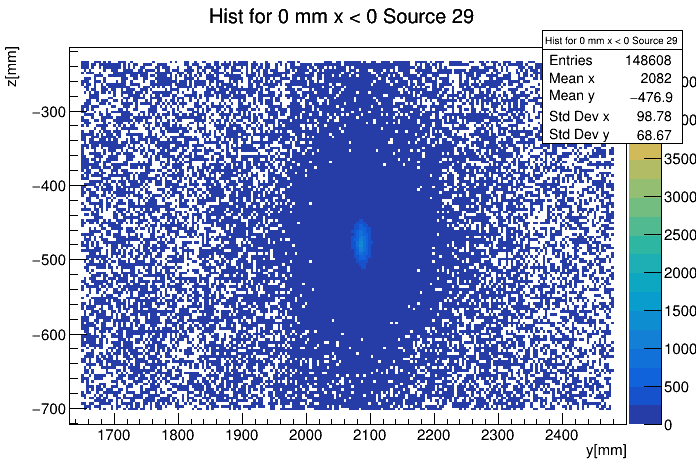 Hist for 0 mm x < 0 Source 29
z[mm]
Hist for 0 mm x < 0 Source 29
Entries 148608
Mean x 2082
Mean y −476.9
Std Dev x 98.78
Std Dev y 68.67
−300
−400
−500
−600
−700
1700
1800
1900
2000
2100
2200
2300
2400
y[mm]
3500
3000
2500
2000
1500
1000
500
0